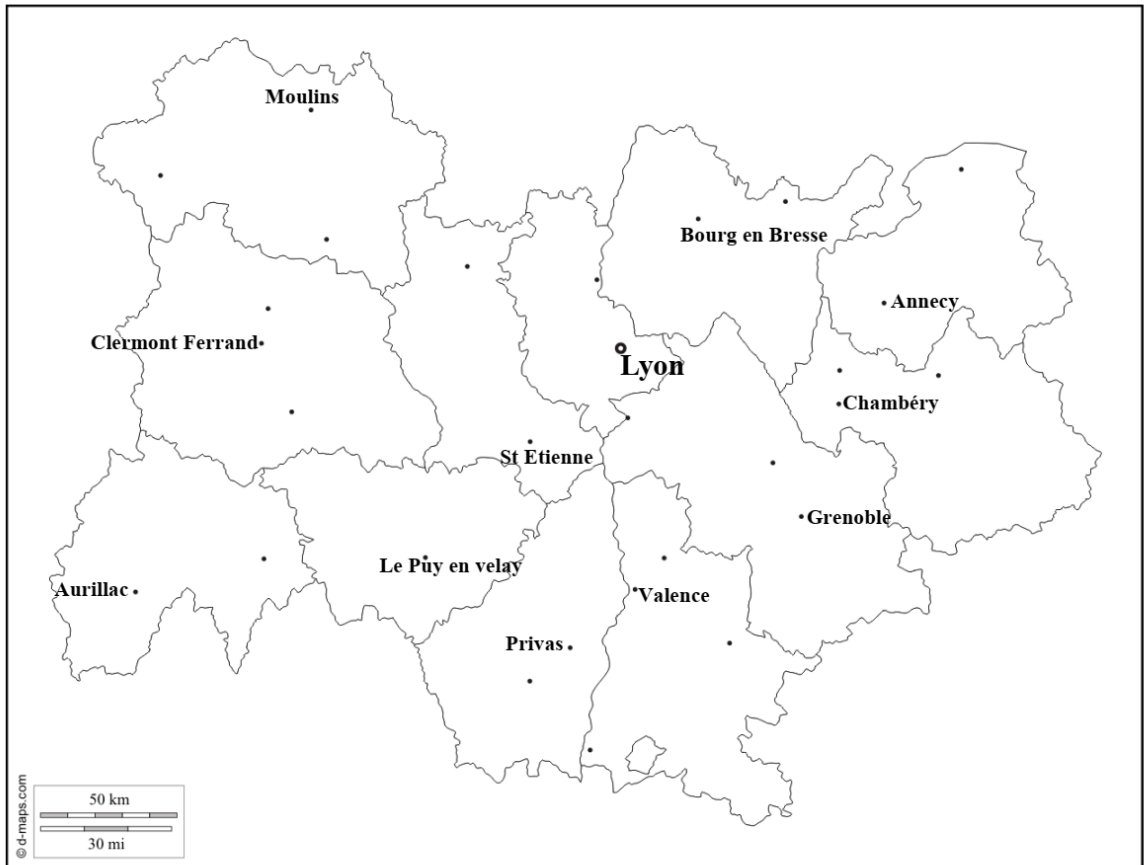 Moulins
Bourg en Bresse
Annecy
Clermont Ferrand
Lyon
Chambéry
St Etienne
Grenoble
Le Puy en velay
Aurillac
Valence
Privas
50 km
30 mi
© d-maps.com